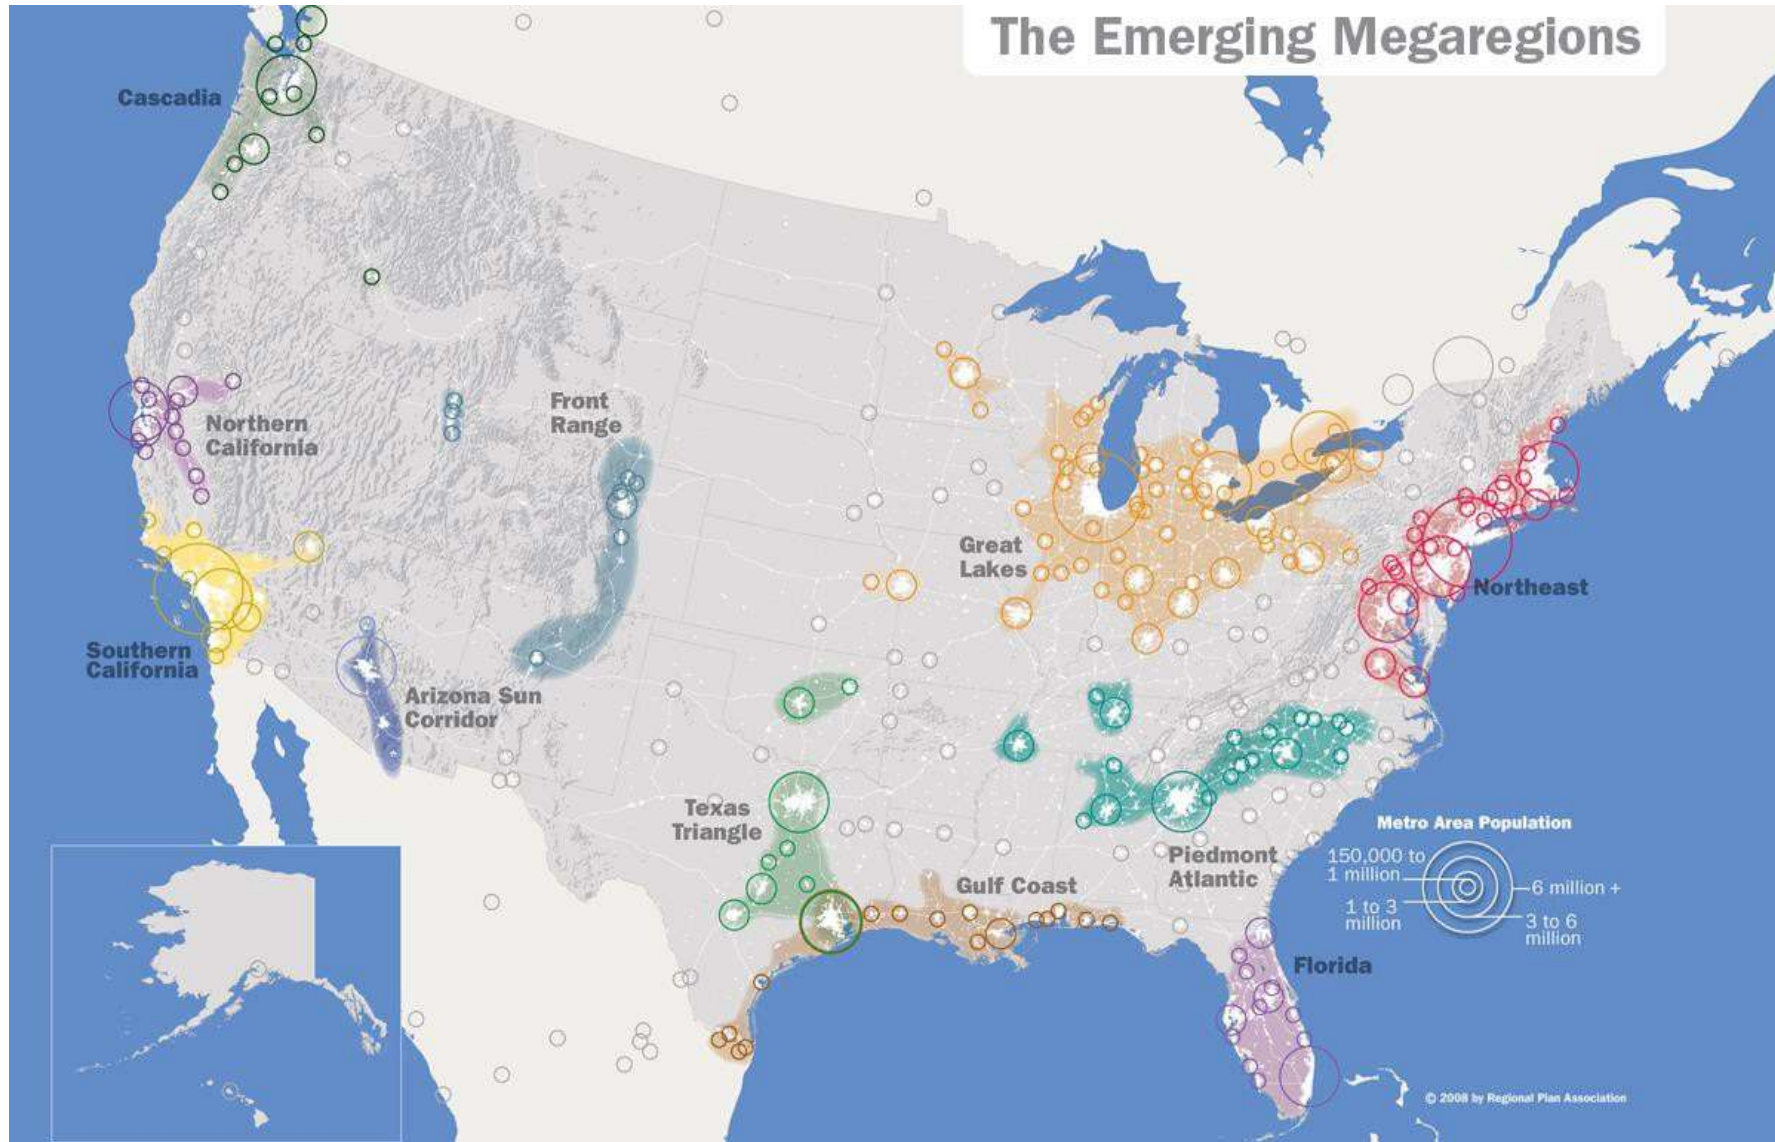 The Emerging Megaregions
Cascadia
Northern
California
Front
Range
Great
Lakes
Northeast
Southern
California
Arizona Sun
Corridor
Texas
Triangle
Piedmont
Atlantic
Gulf Coast
Florida
Metro Area Population
150,000 to
1 million
1 to 3
million
6 million +
3 to 6
million
© 2008 by Regional Plan Association